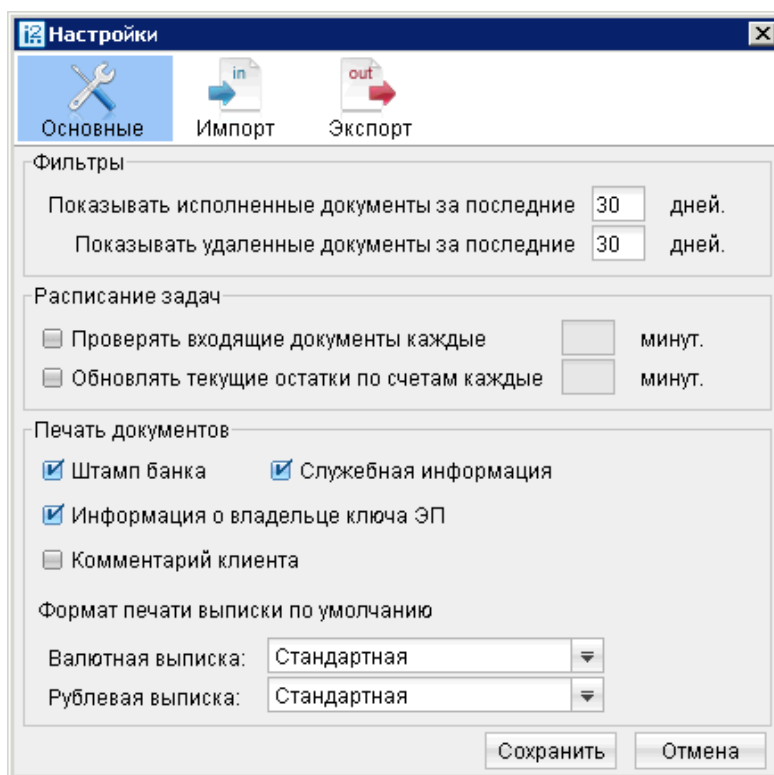 i2 Настройки
in out
Основные Импорт Экспорт
Фильтры
Показывать исполненные документы за последние 30 дней.
Показывать удаленные документы за последние 30 дней.
Расписание задач
Проверять входящие документы каждые минут.
Обновлять текущие остатки по счетам каждые минут.
Печать документов
Штамп банка Служебная информация
Информация о владельце ключа ЭП
Комментарий клиента
Формат печати выписки по умолчанию
Валютная выписка: Стандартная
Рублевая выписка: Стандартная
Сохранить Отмена